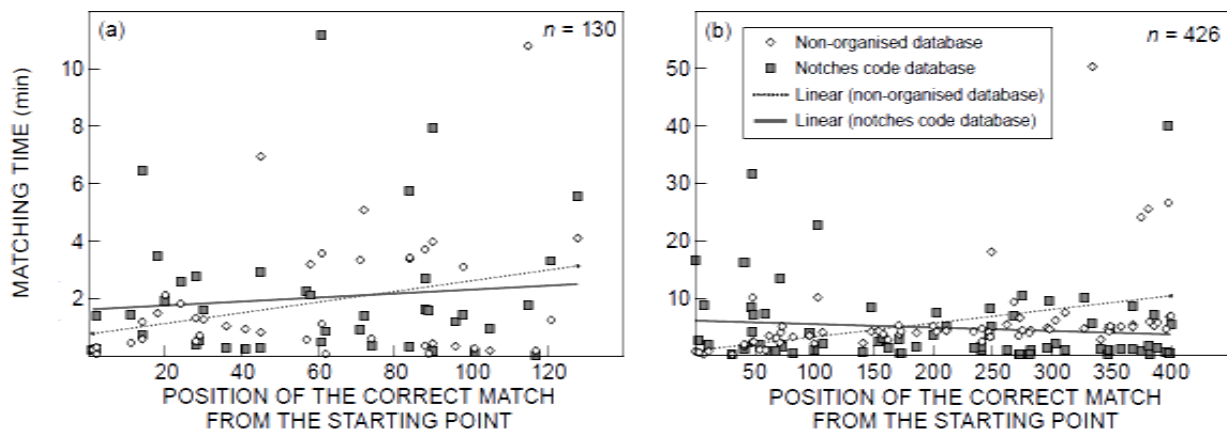 (a)
n = 130
MATCHING TIME (min)
10
8
6
4
2
20
40
60
80
100
120
POSITION OF THE CORRECT MATCH
FROM THE STARTING POINT
(b)
n = 426
Non-organised database
Notches code database
Linear (non-organised database)
Linear (notches code database)
50
40
30
20
10
50
100
150
200
250
300
350
400
POSITION OF THE CORRECT MATCH
FROM THE STARTING POINT